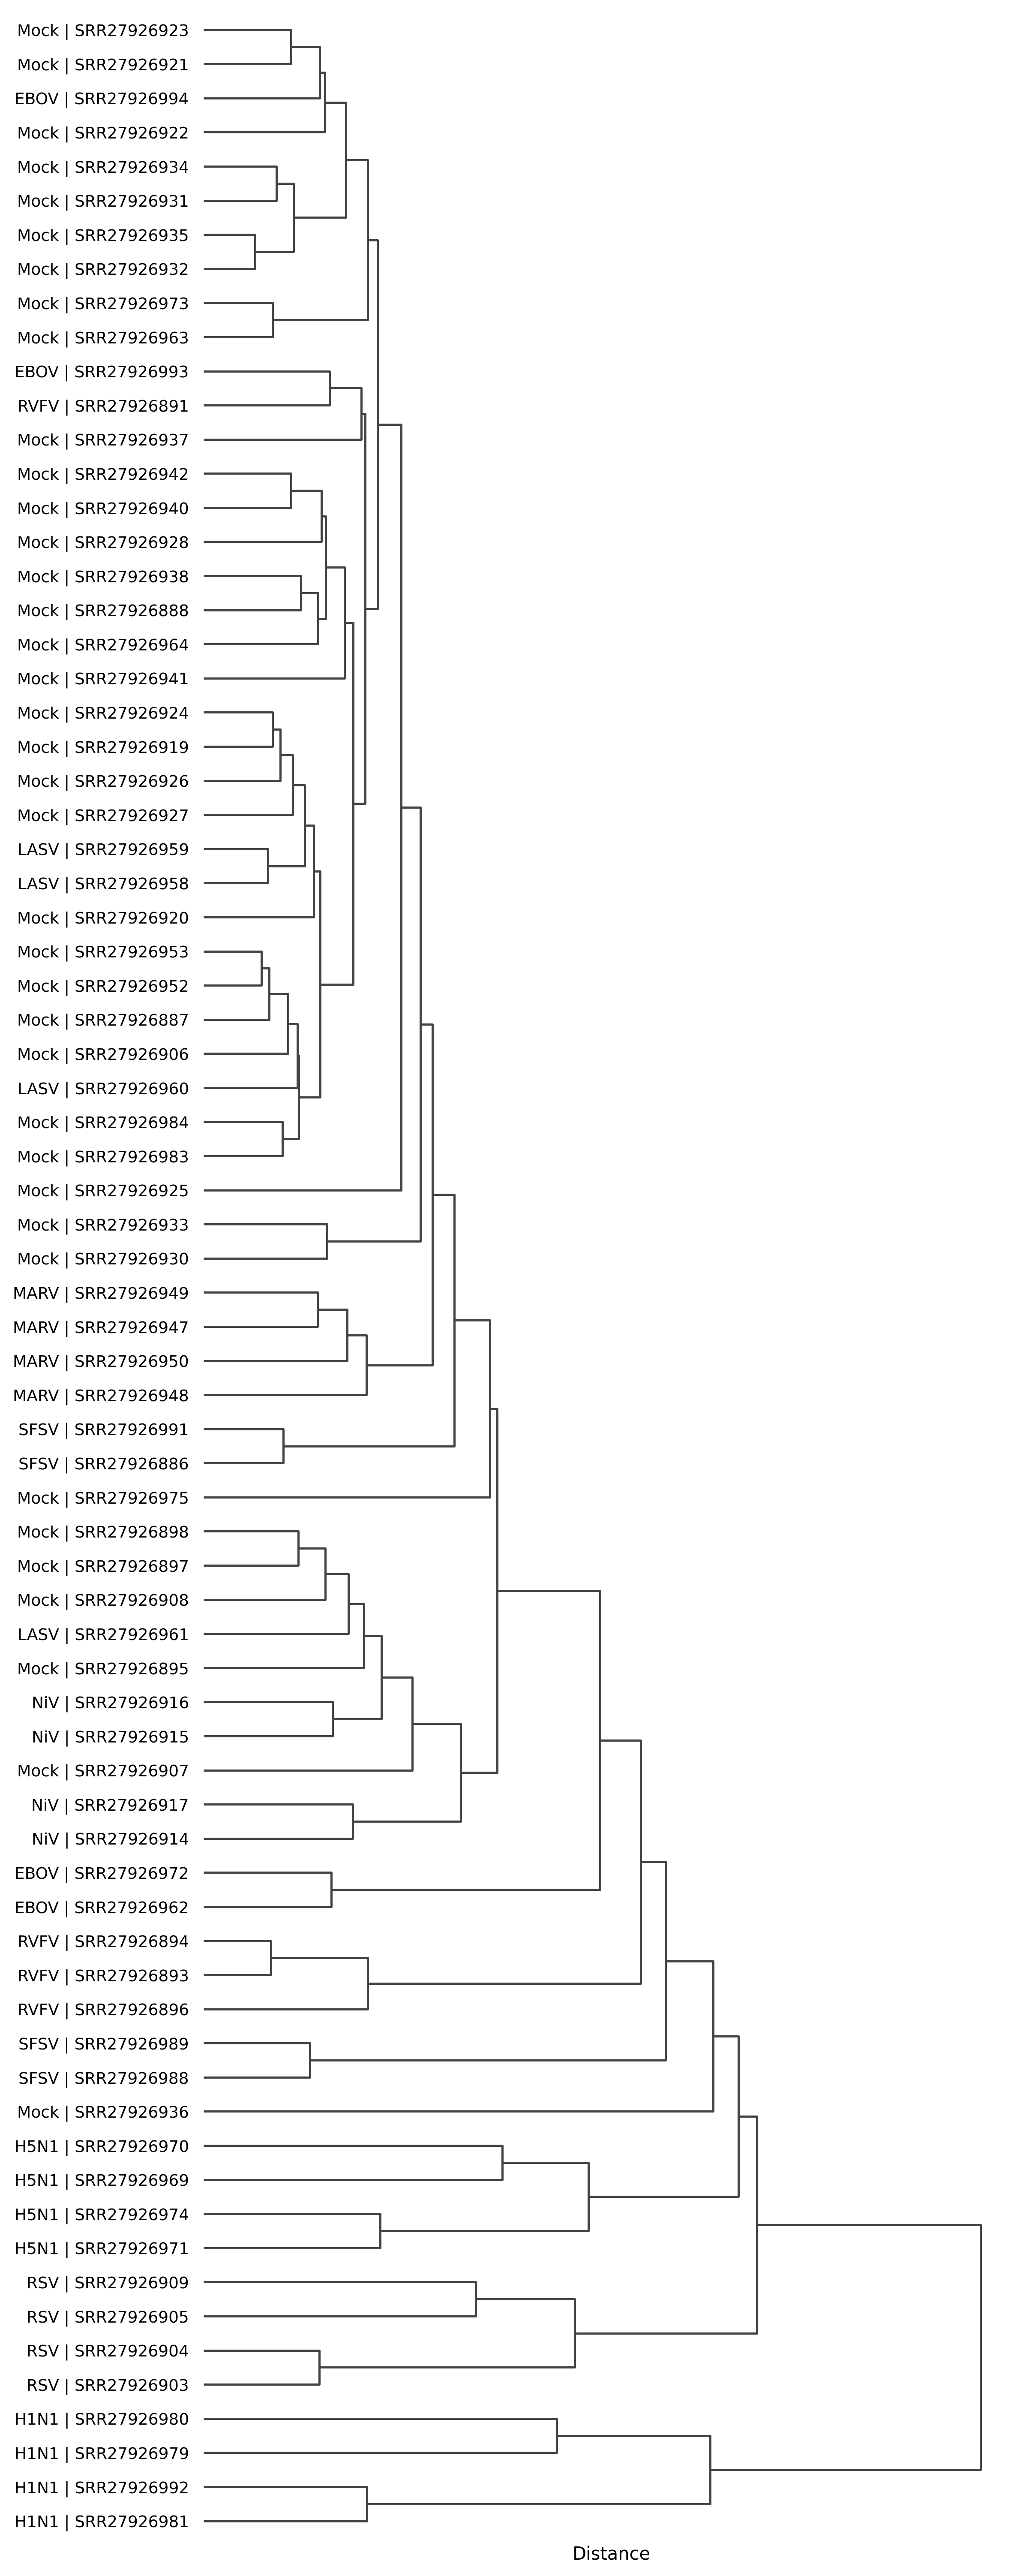 Mock | SRR27926923
Mock | SRR27926921
EBOV | SRR27926994
Mock | SRR27926922
Mock | SRR27926934
Mock | SRR27926931
Mock | SRR27926935
Mock | SRR27926932
Mock | SRR27926973
Mock | SRR27926963
EBOV | SRR27926993
RVFV | SRR27926891
Mock | SRR27926937
Mock | SRR27926942
Mock | SRR27926940
Mock | SRR27926928
Mock | SRR27926938
Mock | SRR27926888
Mock | SRR27926964
Mock | SRR27926941
Mock | SRR27926924
Mock | SRR27926919
Mock | SRR27926926
Mock | SRR27926927
LASV | SRR27926959
LASV | SRR27926958
Mock | SRR27926920
Mock | SRR27926953
Mock | SRR27926952
Mock | SRR27926887
Mock | SRR27926906
LASV | SRR27926960
Mock | SRR27926984
Mock | SRR27926983
Mock | SRR27926925
Mock | SRR27926933
Mock | SRR27926930
MARV | SRR27926949
MARV | SRR27926947
MARV | SRR27926950
MARV | SRR27926948
SFSV | SRR27926991
SFSV | SRR27926886
Mock | SRR27926975
Mock | SRR27926898
Mock | SRR27926897
Mock | SRR27926908
LASV | SRR27926961
Mock | SRR27926895
NiV | SRR27926916
NiV | SRR27926915
Mock | SRR27926907
NiV | SRR27926917
NiV | SRR27926914
EBOV | SRR27926972
EBOV | SRR27926962
RVFV | SRR27926894
RVFV | SRR27926893
RVFV | SRR27926896
SFSV | SRR27926989
SFSV | SRR27926988
Mock | SRR27926936
H5N1 | SRR27926970
H5N1 | SRR27926969
H5N1 | SRR27926974
H5N1 | SRR27926971
RSV | SRR27926909
RSV | SRR27926905
RSV | SRR27926904
RSV | SRR27926903
H1N1 | SRR27926980
H1N1 | SRR27926979
H1N1 | SRR27926992
H1N1 | SRR27926981
Distance